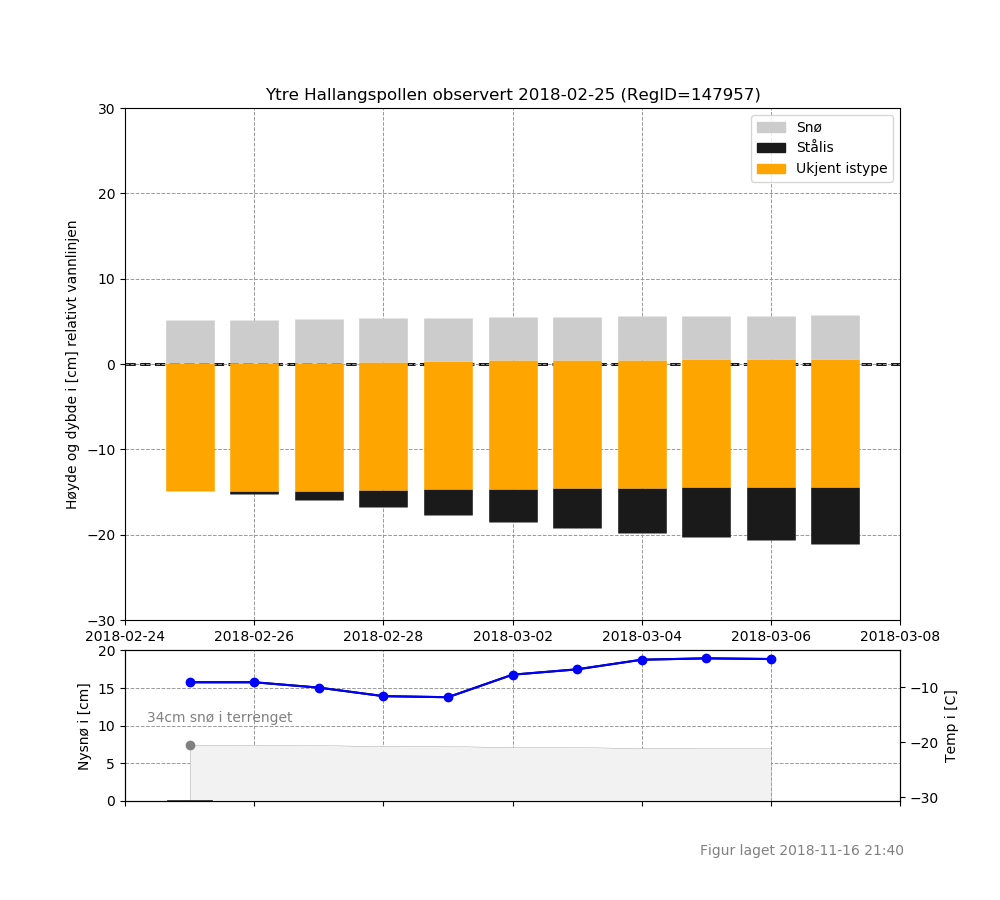 Ytre Hallangspollen observert 2018-02-25 (RegID=147957)
Høyde og dybde i [cm] relativt vannlinjen
30
20
10
0
−10
−20
−30
Snø
Stålis
Ukjent istype
2018-02-24 2018-02-26 2018-02-28 2018-03-02 2018-03-04 2018-03-06 2018-03-08
Nysnø i [cm]
20
15
10
5
0
34cm snø i terrenget
−10
−20
−30
Temp i [C]
Figur laget 2018-11-16 21:40